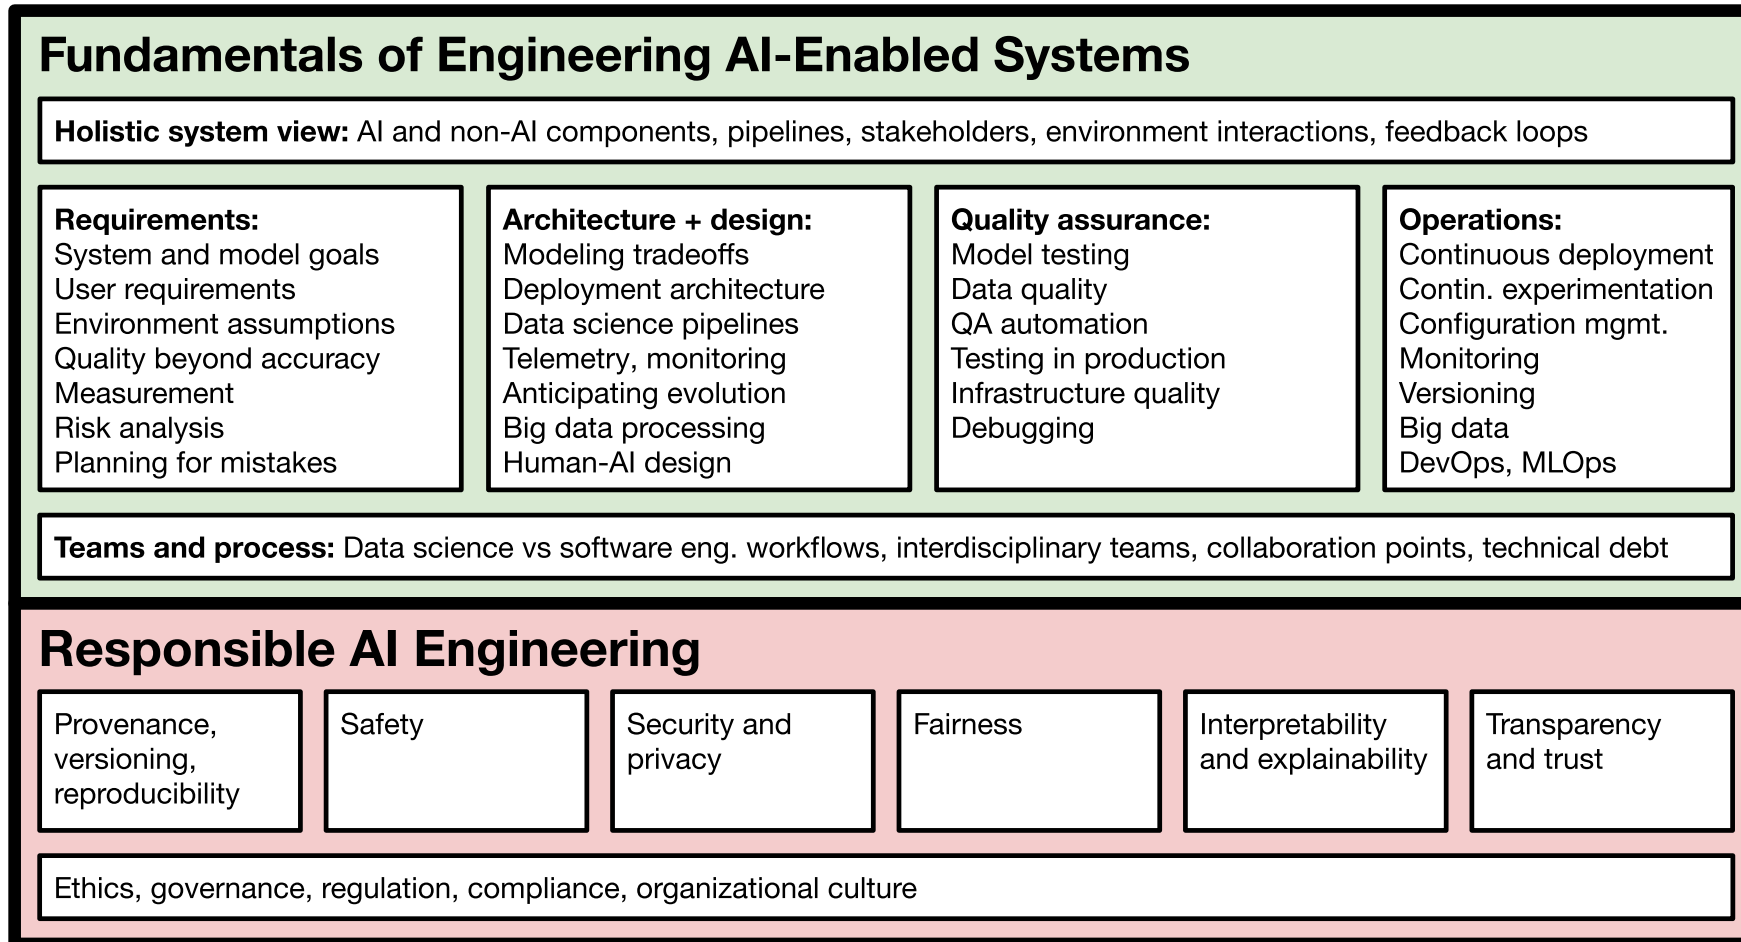 Fundamentals of Engineering AI-Enabled Systems
Holistic system view: AI and non-AI components, pipelines, stakeholders, environment interactions, feedback loops
Requirements:
System and model goals
User requirements
Environment assumptions
Quality beyond accuracy
Measurement
Risk analysis
Planning for mistakes
Architecture + design:
Modeling tradeoffs
Deployment architecture
Data science pipelines
Telemetry, monitoring
Anticipating evolution
Big data processing
Human-AI design
Quality assurance:
Model testing
Data quality
QA automation
Testing in production
Infrastructure quality
Debugging
Operations:
Continuous deployment
Contin. experimentation
Configuration mgmt.
Monitoring
Versioning
Big data
DevOps, MLOps
Teams and process: Data science vs software eng. workflows, interdisciplinary teams, collaboration points, technical debt
Responsible AI Engineering
Provenance,
versioning,
reproducibility
Safety
Security and
privacy
Fairness
Interpretability
and explainability
Transparency
and trust
Ethics, governance, regulation, compliance, organizational culture